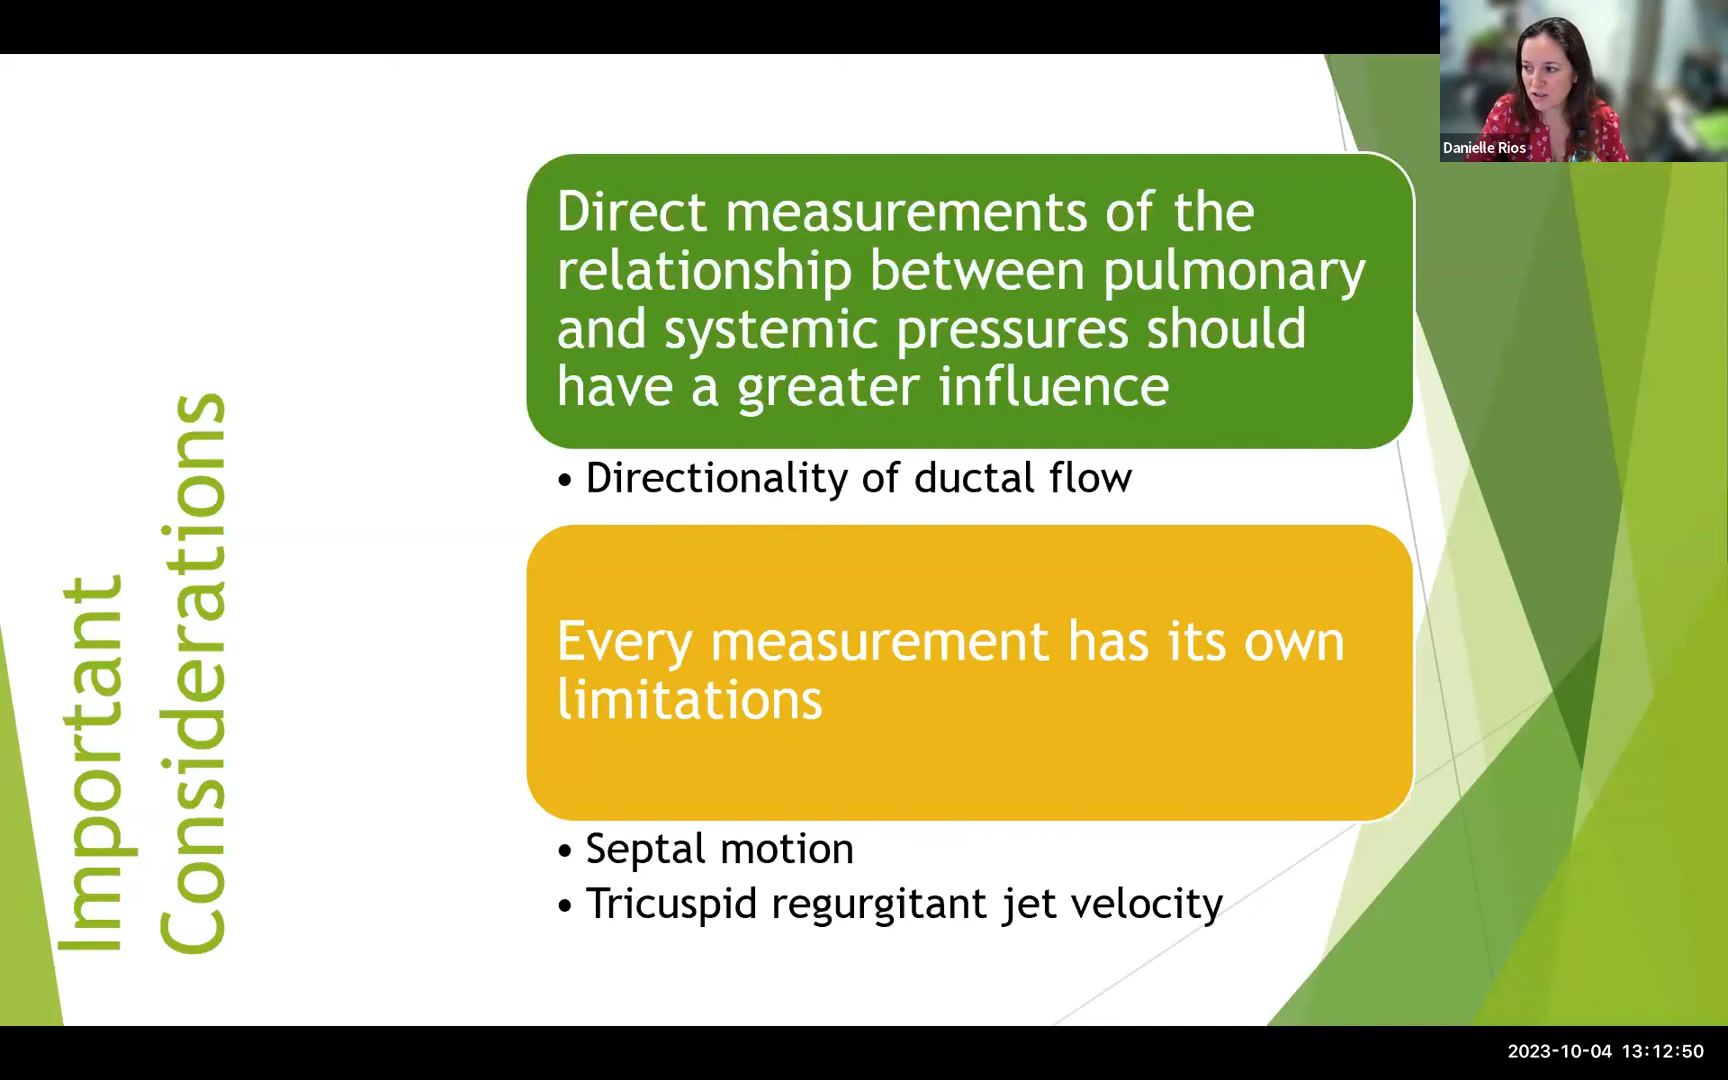 Important
Considerations
Direct measurements of the
relationship between pulmonary
and systemic pressures should
have a greater influence
• Directionality of ductal flow
Every measurement has its own
limitations
• Septal motion
• Tricuspid regurgitant jet velocity
Danielle Rios
2023-10-04 13:12:50